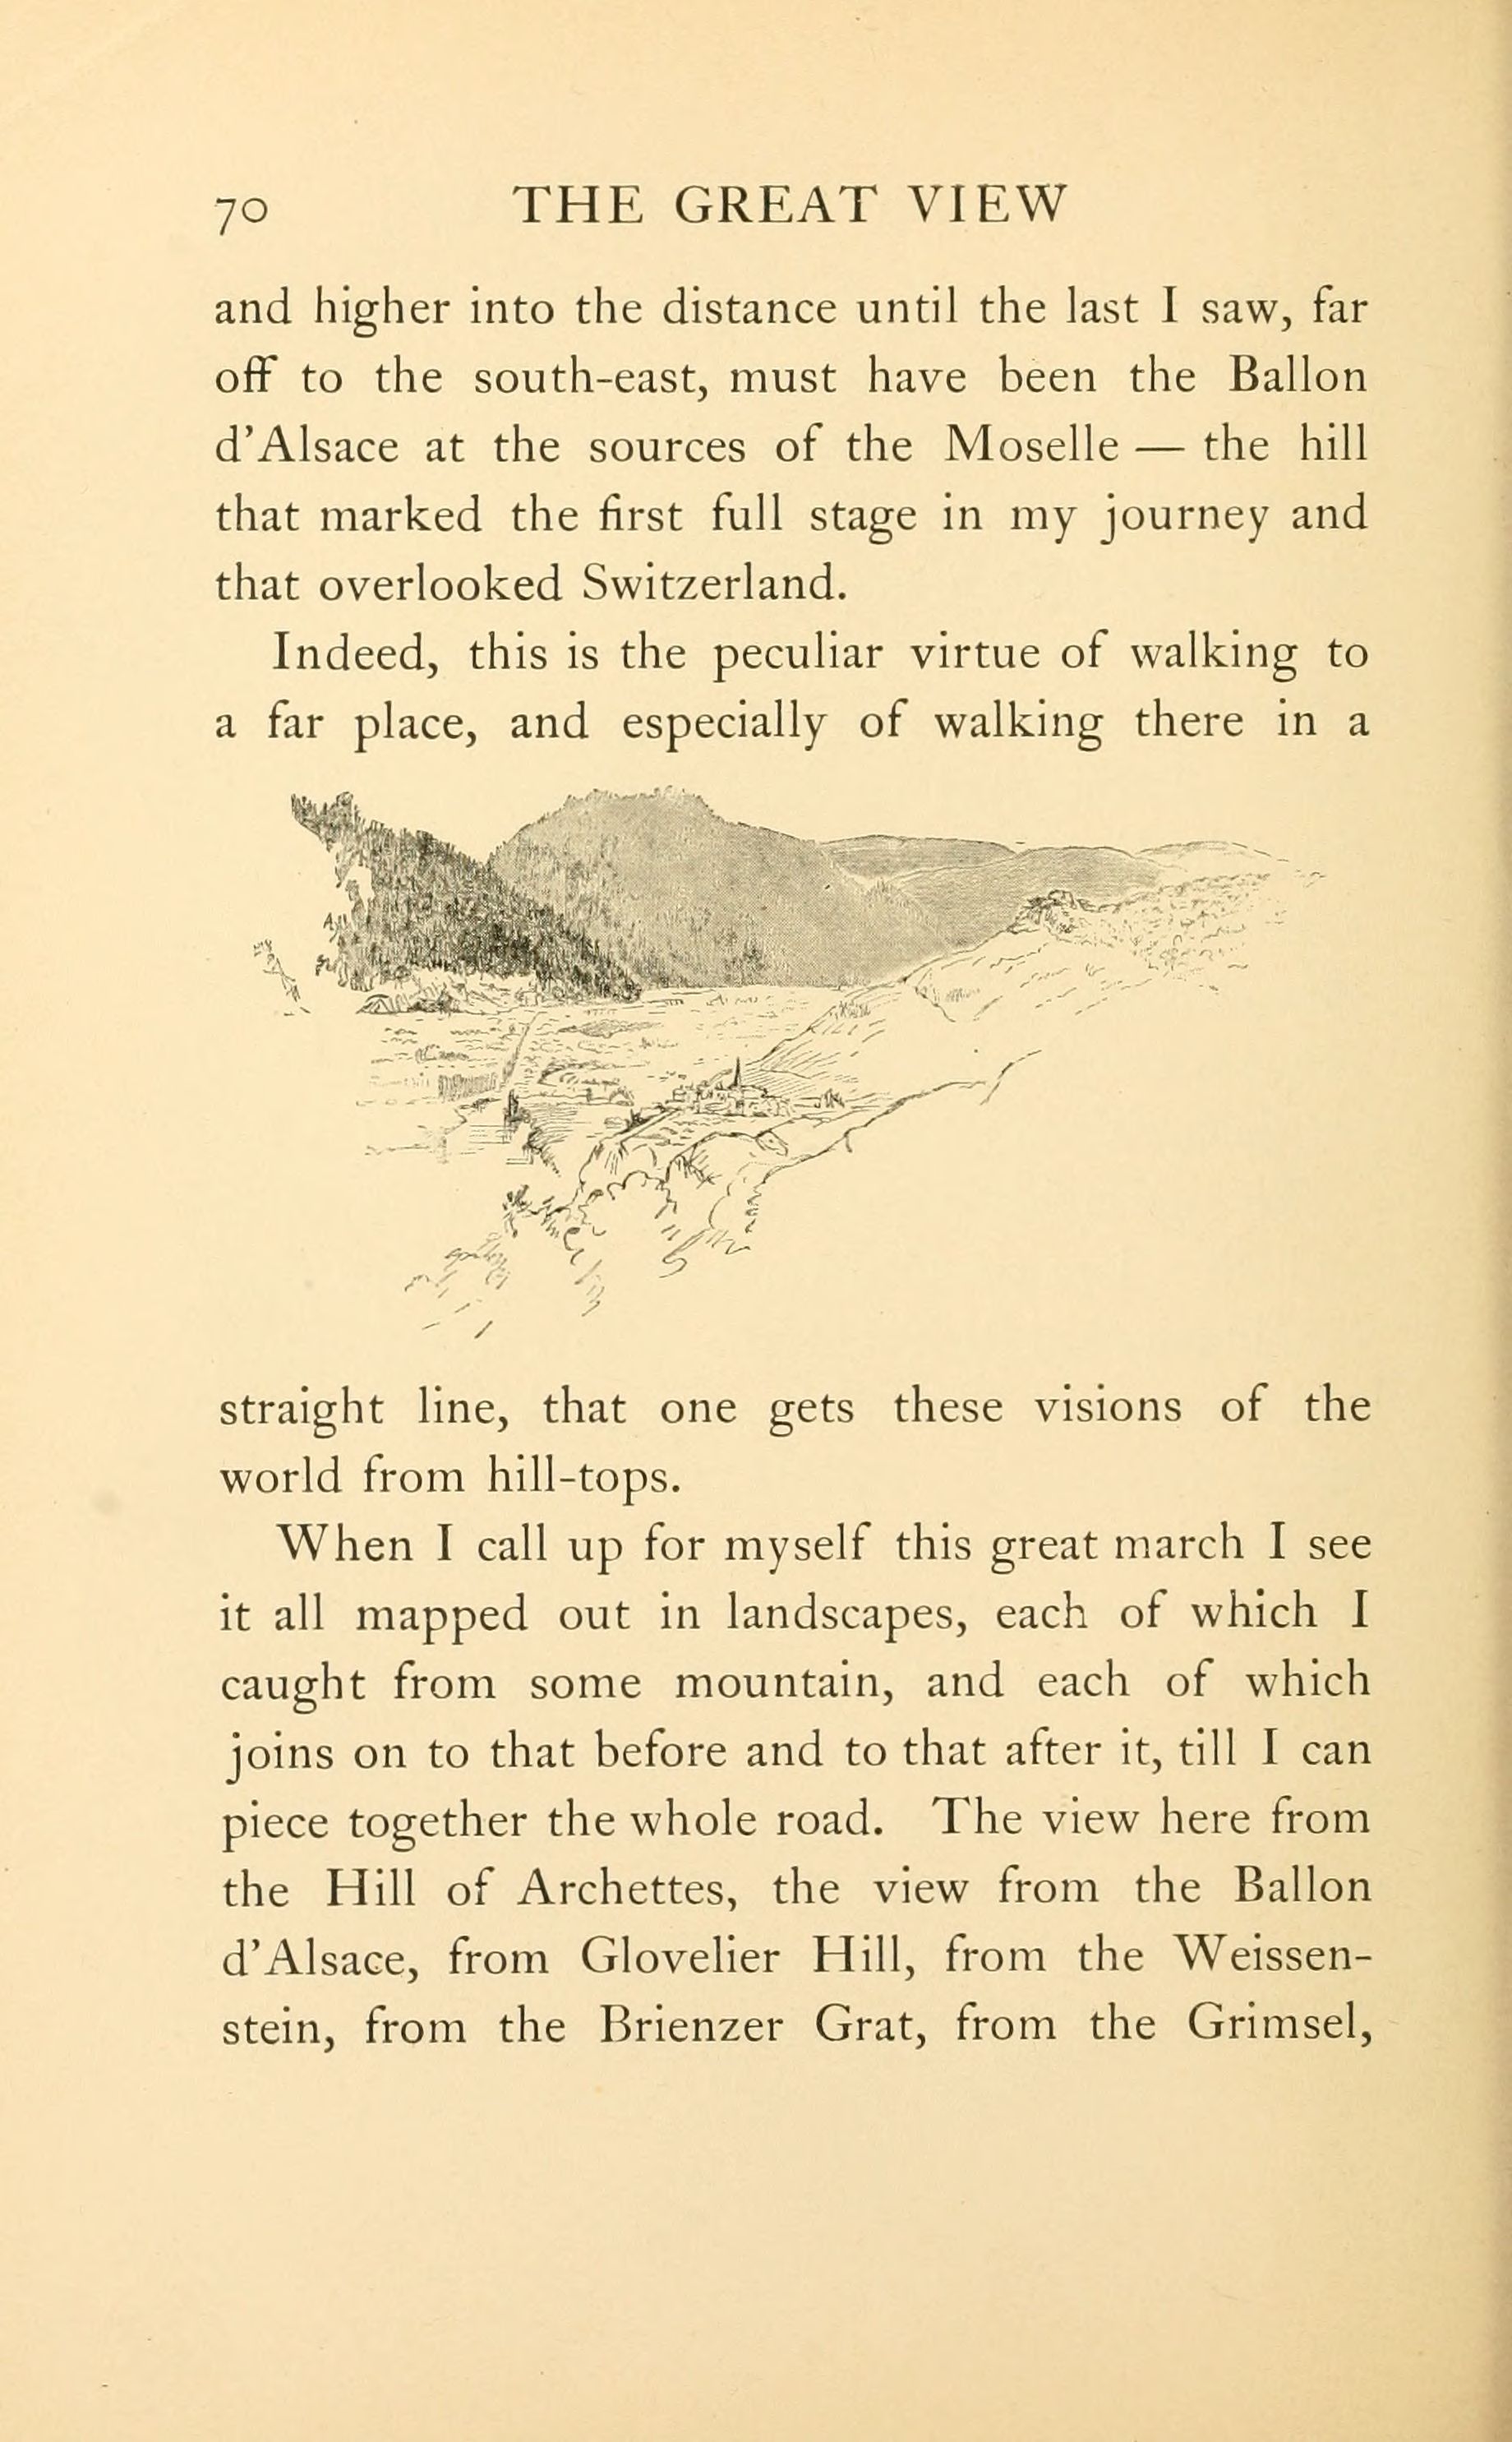 70 THE GREAT VIEW
and higher into the distance until the last I saw, far
off to the south-east, must have been the Ballon
d'Alsace at the sources of the Moselle — the hill
that marked the first full stage in my journey and
that overlooked Switzerland.
Indeed, this is the peculiar virtue of walking to
a far place, and especially of walking there in a
straight line, that one gets these visions of the
world from hill-tops.
When I call up for myself this great march I see
it all mapped out in landscapes, each of which I
caught from some mountain, and each of which
joins on to that before and to that after it, till I can
piece together the whole road. The view here from
the Hill of Archettes, the view from the Ballon
d'Alsace, from Glovelier Hill, from the Weissen-
stein, from the Brienzer Grat, from the Grimsel,